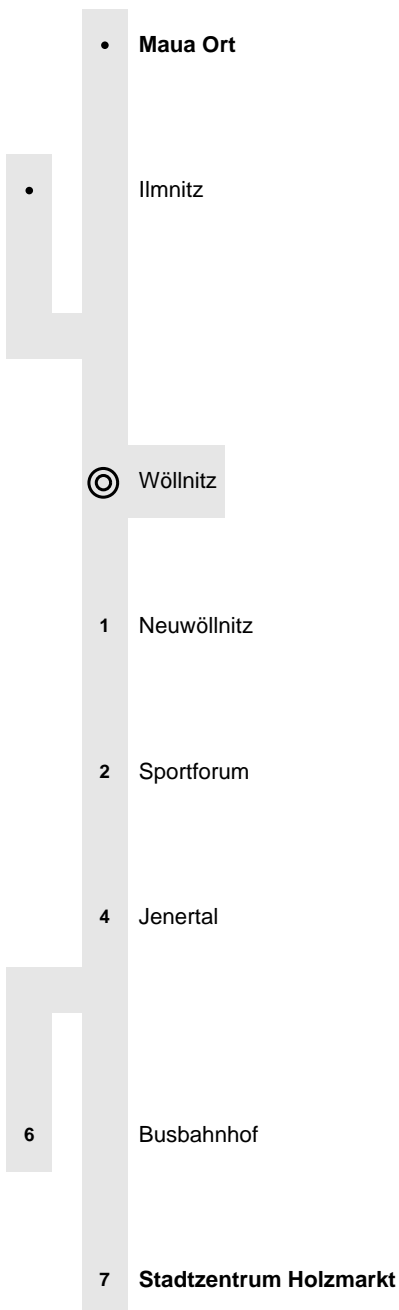 Maua Ort
Ilmnitz
Wöllnitz
1 Neuwöllnitz
2 Sportforum
4 Jenertal
6 Busbahnhof
7 Stadtzentrum Holzmarkt